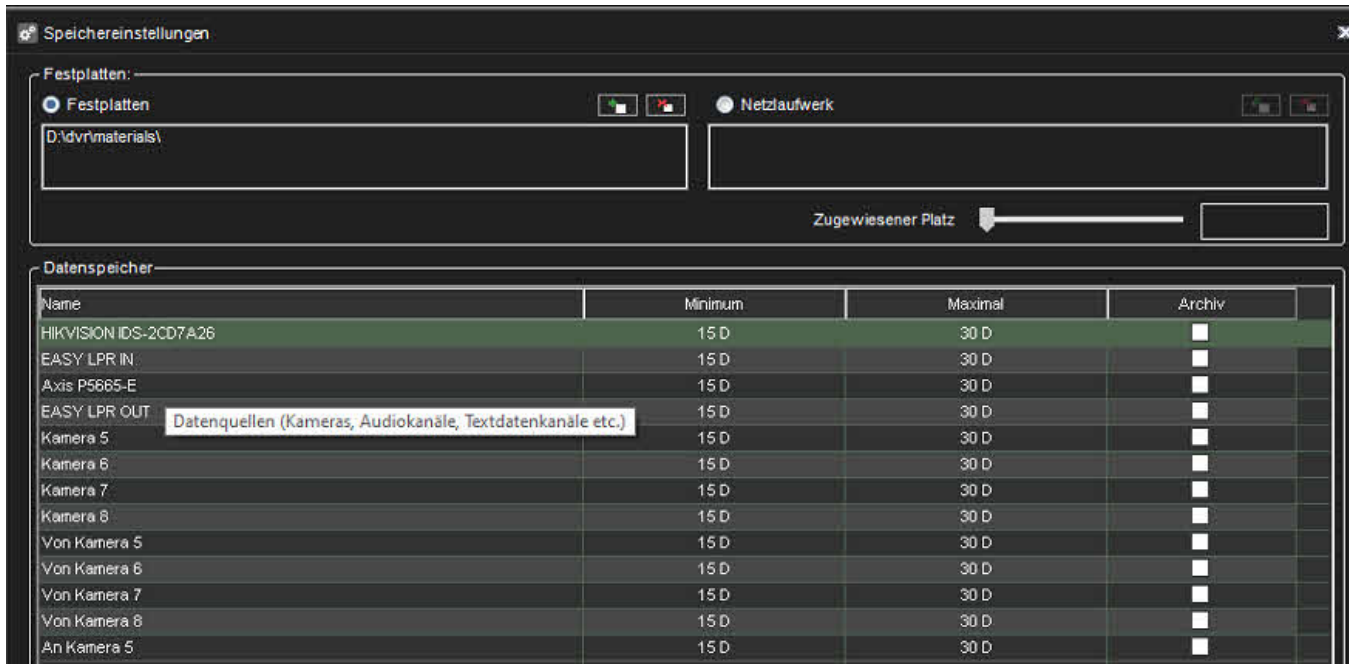 Speichereinstellungen
Festplatten:
Festplatten
Netzlaufwerk
D:\dvr\materials\
Zugewiesener Platz
Datenspeicher
Name Minimum Maximal Archiv
HIKVISION IDS-2CD7A26 15 D 30 D
EASY LPR IN 15 D 30 D
Axis P5665-E 15 D 30 D
EASY LPR OUT 15 D 30 D
Datenquellen (Kameras, Audiokanäle, Textdatenkanäle etc.)
Kamera 5 15 D 30 D
Kamera 6 15 D 30 D
Kamera 7 15 D 30 D
Kamera 8 15 D 30 D
Von Kamera 5 15 D 30 D
Von Kamera 6 15 D 30 D
Von Kamera 7 15 D 30 D
Von Kamera 8 15 D 30 D
An Kamera 5 15 D 30 D